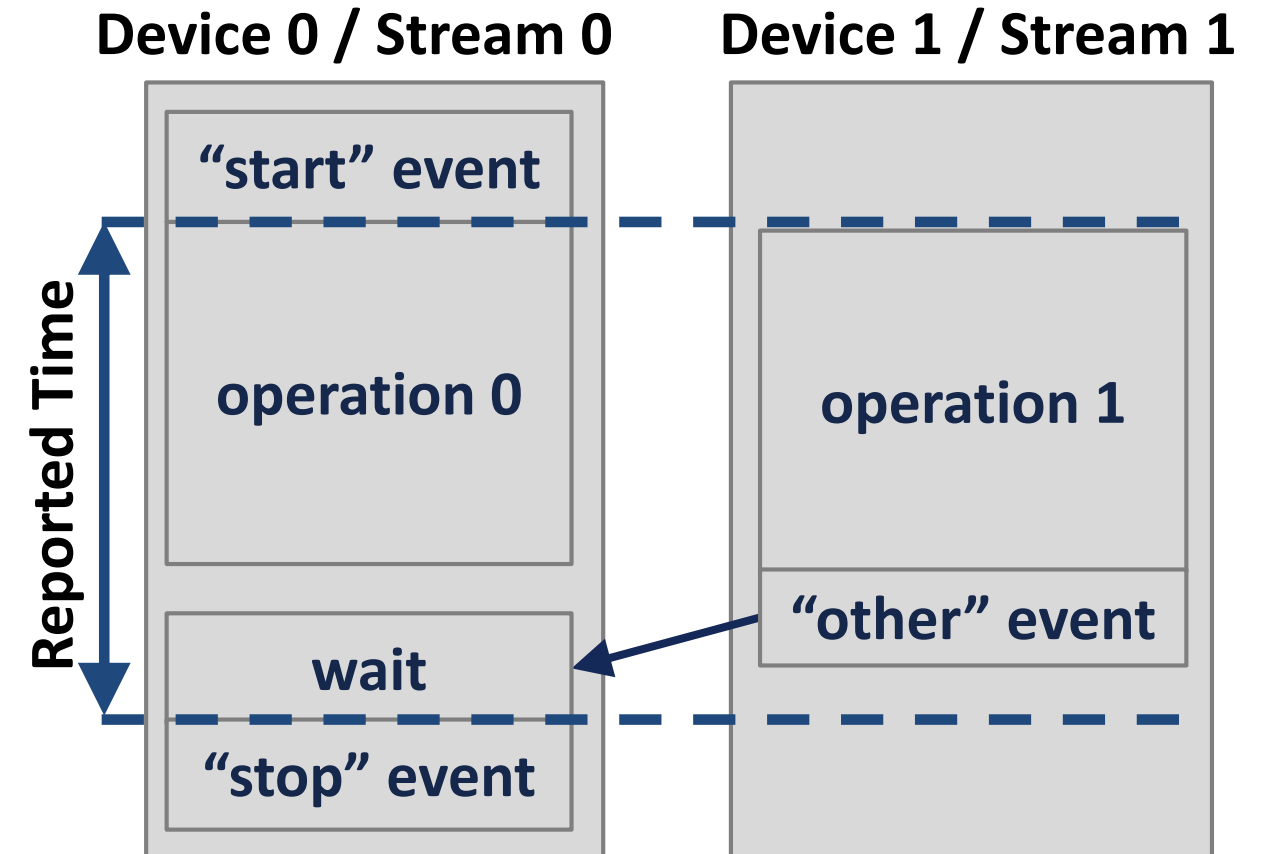 Device 0 / Stream 0
Device 1 / Stream 1
“start” event
Reported Time
operation 0
operation 1
“other” event
wait
“stop” event